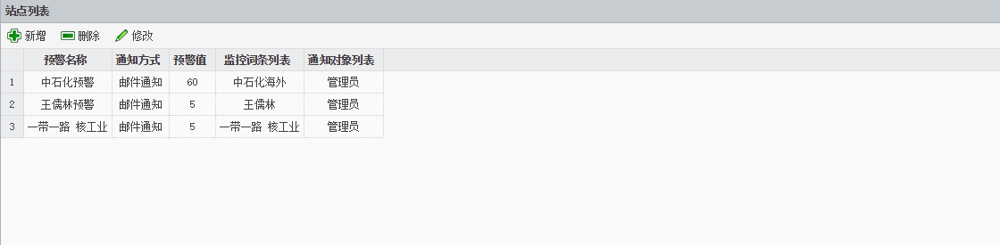 站点列表
新增 删除 修改
预警名称 通知方式 预警值 监控词条列表 通知对象列表
1 中石化预警 邮件通知 60 中石化海外 管理员
2 王儒林预警 邮件通知 5 王儒林 管理员
3 一带一路 核工业 邮件通知 5 一带一路 核工业 管理员